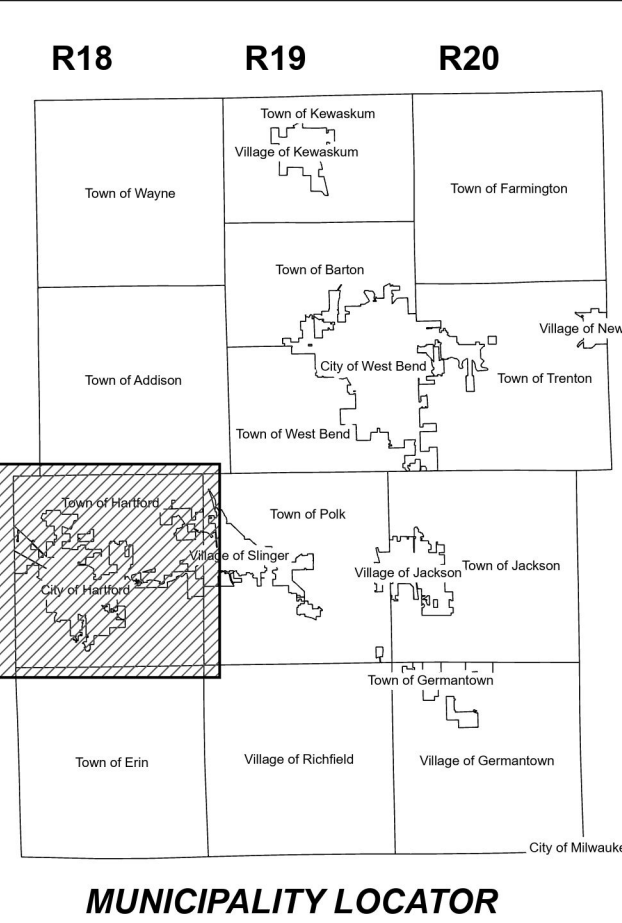 R18 R19 R20
Town of Kewaskum
Village of Kewaskum
Town of Wayne
Town of Farmington
Town of Barton
Village of New
City of West Bend
Town of Addison
Town of Trenton
Town of West Bend
Town of Hartford
Town of Polk
Village of Slinger
Town of Jackson
Village of Jackson
City of Hartford
Town of Germantown
Town of Erin
Village of Richfield
Village of Germantown
City of Milwauke
MUNICIPALITY LOCATOR